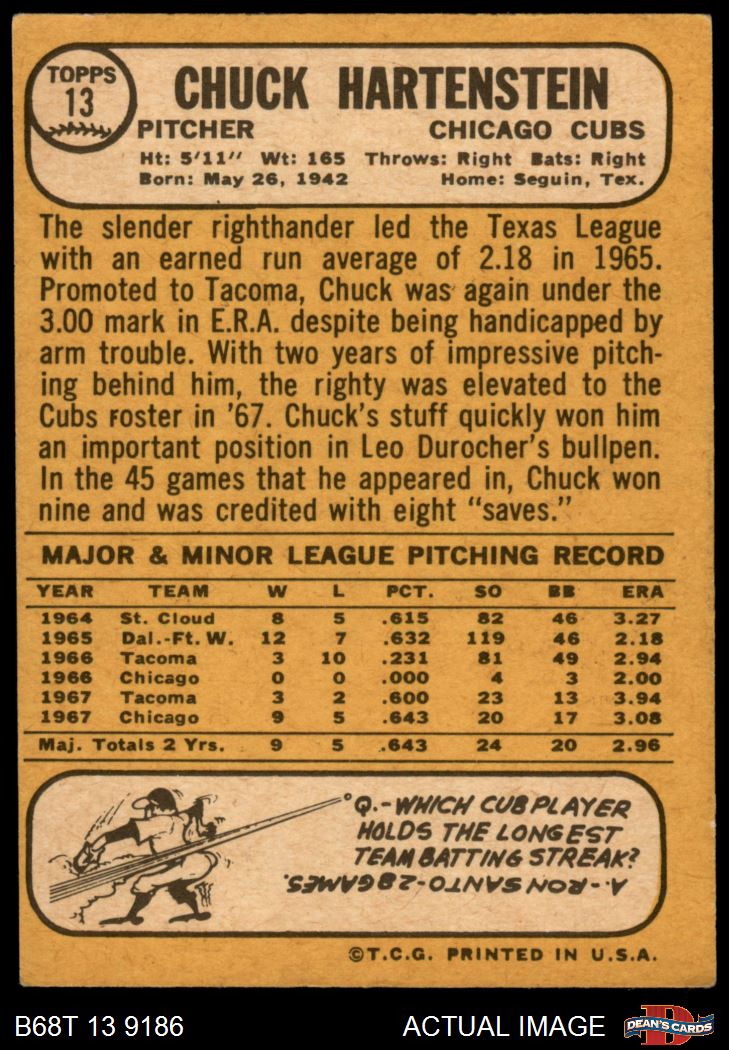 TOPPS
13
CHUCK HARTENSTEIN
PITCHER CHICAGO CUBS
Ht: 5'11" Wt: 165 Throws: Right Bats: Right
Born: May 26, 1942 Home: Seguin, Tex.
The slender righthander led the Texas League
with an earned run average of 2.18 in 1965.
Promoted to Tacoma, Chuck was again under the
3.00 mark in E.R.A. despite being handicapped by
arm trouble. With two years of impressive pitch-
ing behind him, the righty was elevated to the
Cubs roster in '67. Chuck's stuff quickly won him
an important position in Leo Durocher's bullpen.
In the 45 games that he appeared in, Chuck won
nine and was credited with eight "saves."
MAJOR & MINOR LEAGUE PITCHING RECORD
YEAR TEAM W L PCT. SO BB ERA
1964 St. Cloud 8 5 .615 82 46 3.27
1965 Dal.-Ft. W. 12 7 .632 119 46 2.18
1966 Tacoma 3 10 .231 81 49 2.94
1966 Chicago 0 0 .000 4 3 2.00
1967 Tacoma 3 2 .600 23 13 3.94
1967 Chicago 9 5 .643 20 17 3.08
Maj. Totals 2 Yrs. 9 5 .643 24 20 2.96
Q.-WHICH CUB PLAYER
HOLDS THE LONGEST
TEAM BATTING STREAK?
A.-RON SANTO-28 GAMES.
©T.C.G. PRINTED IN U.S.A.
B68T 13 9186 ACTUAL IMAGE
D
DEAN'S CARDS